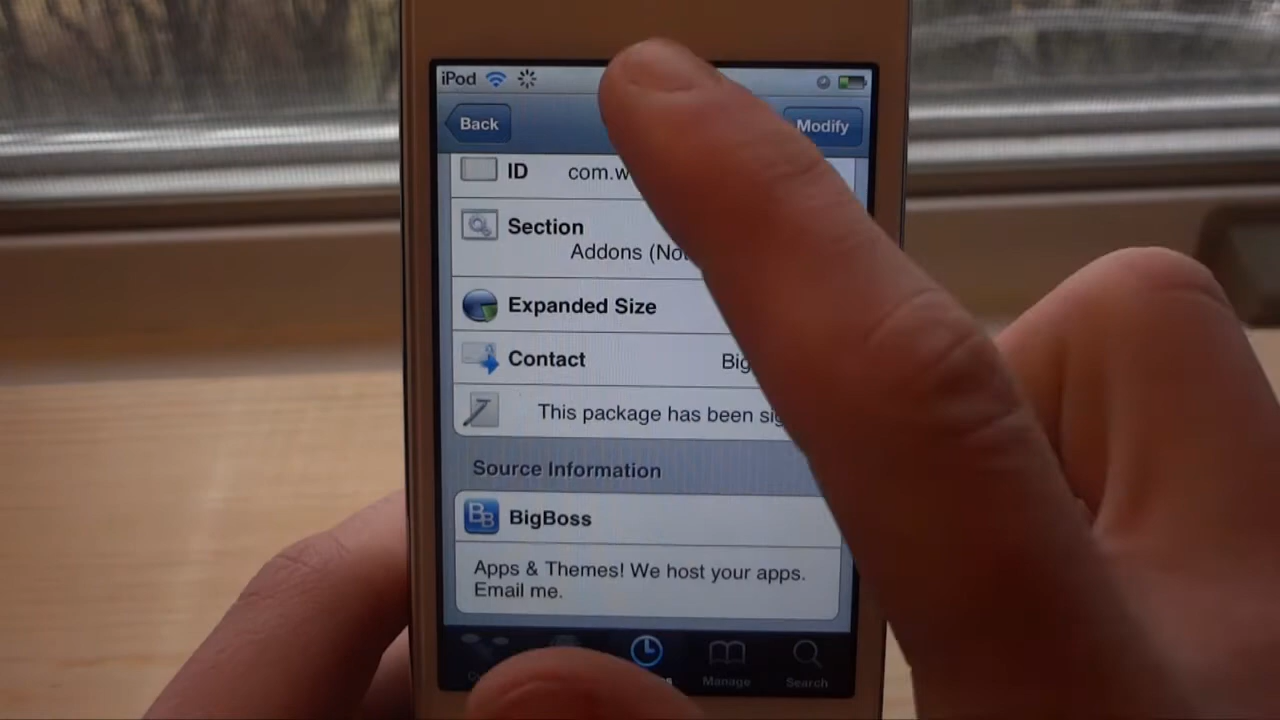 iPod
Back
Modify
ID com.w
Section
Addons (No
Expanded Size
Contact Big
This package has been sig
Source Information
BB BigBoss
Apps & Themes! We host your apps.
Email me.
Manage Search